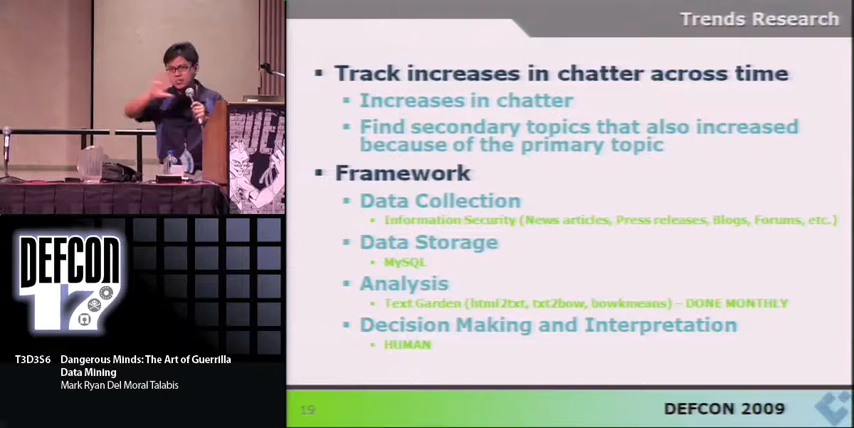 Trends Research
Track increases in chatter across time
Increases in chatter
Find secondary topics that also increased
because of the primary topic
Framework
Data Collection
Information Security (News articles, Press releases, Blogs, Forums, etc.)
Data Storage
MySQL
Analysis
Text Garden (html2txt, txt2bow, bowkmeans) – DONE MONTHLY
Decision Making and Interpretation
HUMAN
19
DEFCON 2009
DEFCON
17
T3D3S6 Dangerous Minds: The Art of Guerrilla
Data Mining
Mark Ryan Del Moral Talabis